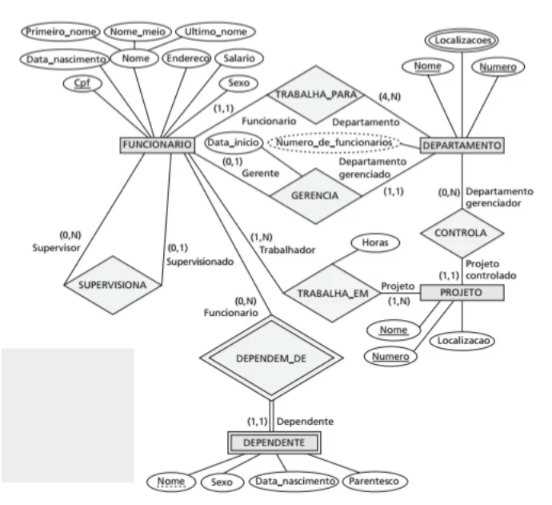 Primeiro_nome
Nome_meio
Ultimo_nome
Data_nascimento
Nome
Endereço
Salario
Cpf
Sexo
Localizacoes
Nome
Numero
TRABALHA_PARA
(1,1)
(4,N)
Funcionario
Departamento
FUNCIONARIO
Data_inicio
Numero_de_funcionarios
DEPARTAMENTO
(0,1)
Gerente
Departamento
gerenciado
GERENCIA
(1,1)
(0,N)
Departamento
gerenciador
(0,N)
Supervisor
(0,1)
Supervisionado
(1,N)
Trabalhador
Horas
CONTROLA
SUPERVISIONA
(0,N)
Funcionario
TRABALHA_EM
Projeto
(1,N)
(1,1)
Projeto
controlado
PROJETO
Nome
Numero
Localizacao
DEPENDEM_DE
(1,1)
Dependente
DEPENDENTE
Nome
Sexo
Data_nascimento
Parentesco